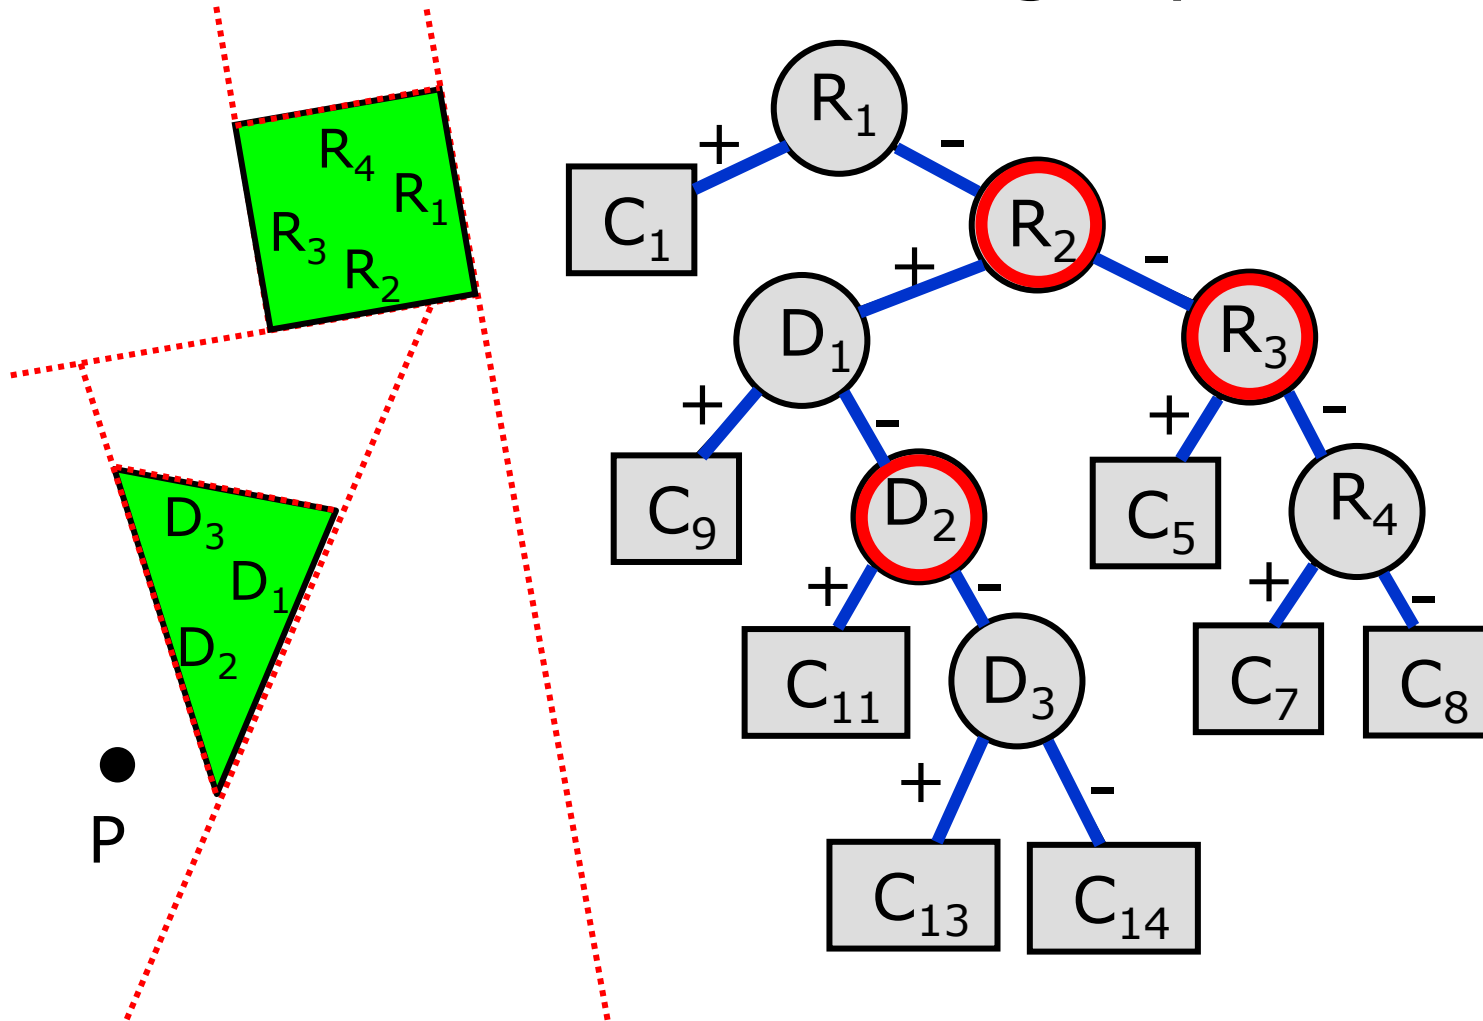 R₄
R₁
R₃
R₂
D₃
D₁
D₂
P
R₁
+
-
C₁
R₂
+
-
D₁
R₃
+
-
+
-
C₉
D₂
C₅
R₄
+
-
+
-
C₁₁
D₃
C₇
C₈
+
-
C₁₃
C₁₄